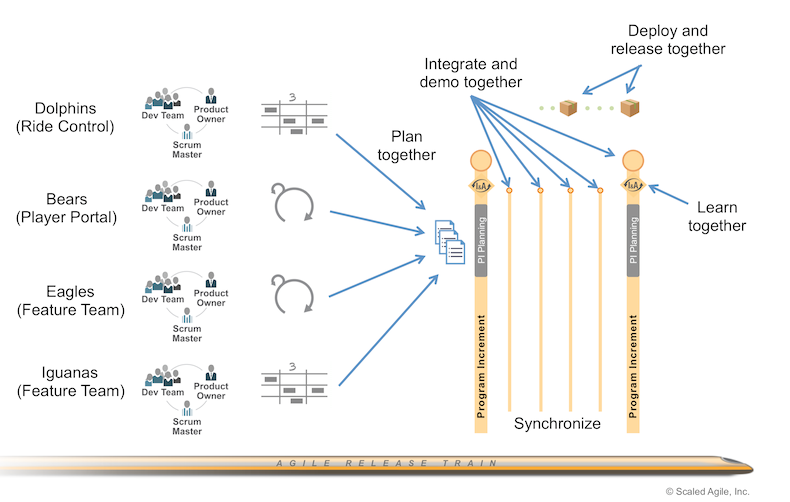 Deploy and
release together
Integrate and
demo together
Dolphins
(Ride Control)
Dev Team
Product
Owner
Scrum
Master
3
Plan
together
Bears
(Player Portal)
Dev Team
Product
Owner
Scrum
Master
I&A
I&A
Learn
together
PI Planning
PI Planning
Eagles
(Feature Team)
Dev Team
Product
Owner
Scrum
Master
Iguanas
(Feature Team)
Dev Team
Product
Owner
Scrum
Master
3
Program Increment
Program Increment
Synchronize
AGILE RELEASE TRAIN
© Scaled Agile, Inc.